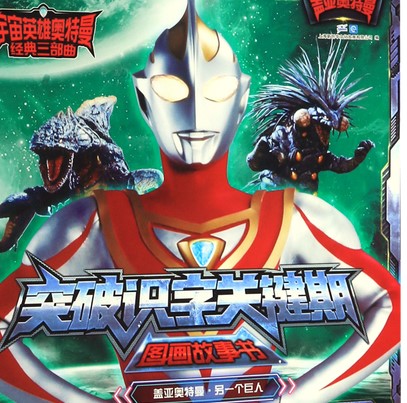 宇宙英雄奥特曼
经典三部曲
盖亚奥特曼
突破识字关键期
图画故事书
盖亚奥特曼·另一个巨人